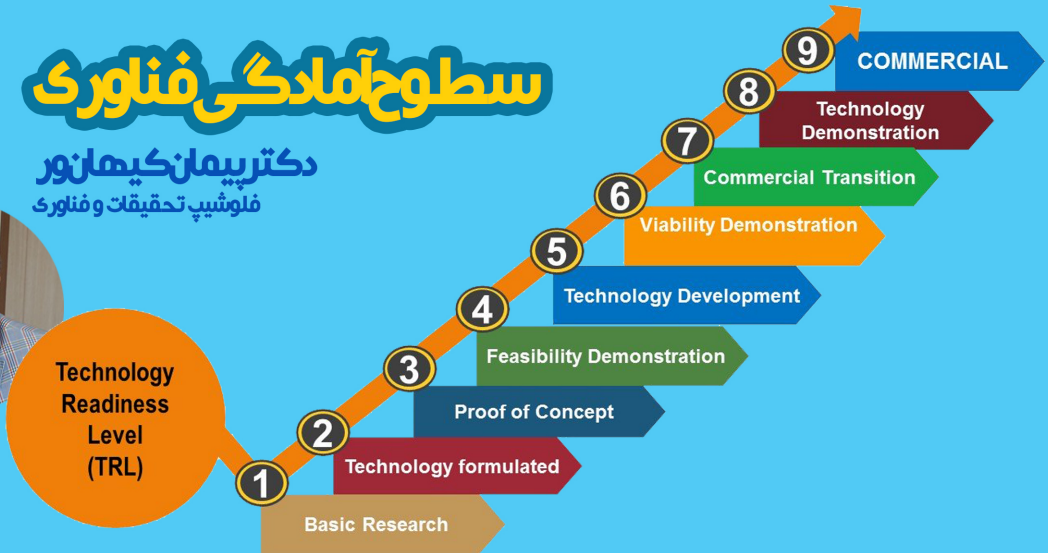 سطوح آمادگی فناوری
دکتر پیمان کیهان‌نور
فلوشیپ تحقیقات و فناوری
Technology
Readiness
Level
(TRL)
1
Basic Research
2
Technology formulated
3
Proof of Concept
4
Feasibility Demonstration
5
Technology Development
6
Viability Demonstration
7
Commercial Transition
8
Technology
Demonstration
9
COMMERCIAL